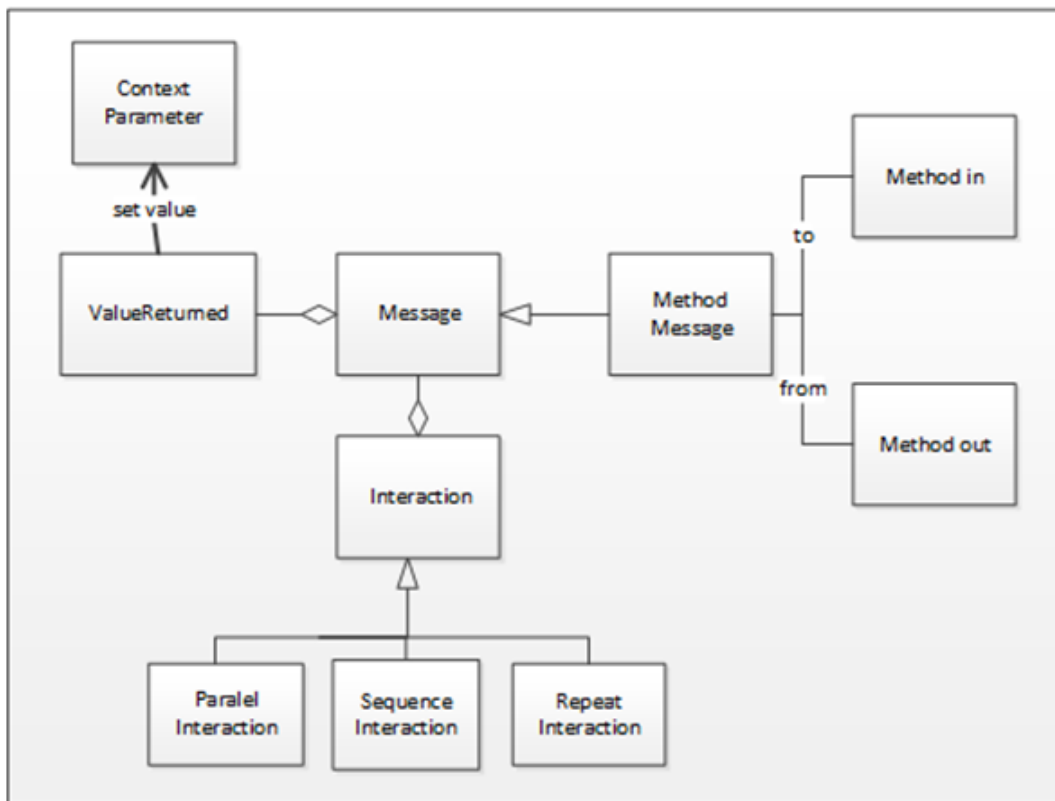 Context
Parameter
set value
Method in
to
ValueReturned
Message
Method
Message
from
Method out
Interaction
Paralel
Interaction
Sequence
Interaction
Repeat
Interaction